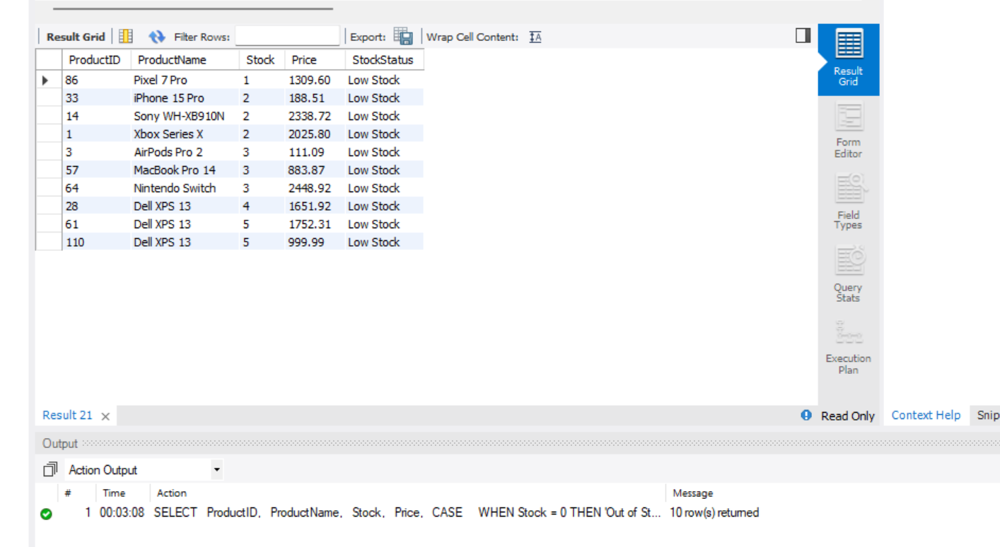 Result Grid Filter Rows: Export: Wrap Cell Content:
ProductID ProductName Stock Price StockStatus
86 Pixel 7 Pro 1 1309.60 Low Stock
33 iPhone 15 Pro 2 188.51 Low Stock
14 Sony WH-XB910N 2 2338.72 Low Stock
1 Xbox Series X 2 2025.80 Low Stock
3 AirPods Pro 2 3 111.09 Low Stock
57 MacBook Pro 14 3 883.87 Low Stock
64 Nintendo Switch 3 2448.92 Low Stock
28 Dell XPS 13 4 1651.92 Low Stock
61 Dell XPS 13 5 1752.31 Low Stock
110 Dell XPS 13 5 999.99 Low Stock
Result
Grid
Form
Editor
Field
Types
Query
Stats
Execution
Plan
Result 21 Read Only Context Help Snip
Output
Action Output
# Time Action Message
1 00:03:08 SELECT ProductID, ProductName, Stock, Price, CASE WHEN Stock = 0 THEN 'Out of St... 10 row(s) returned